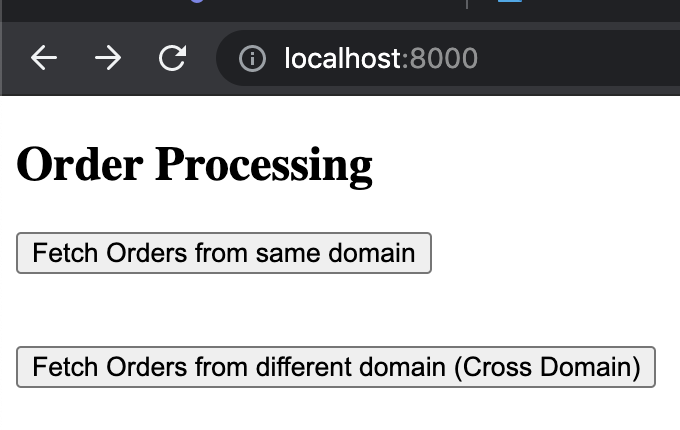 localhost:8000
Order Processing
Fetch Orders from same domain
Fetch Orders from different domain (Cross Domain)